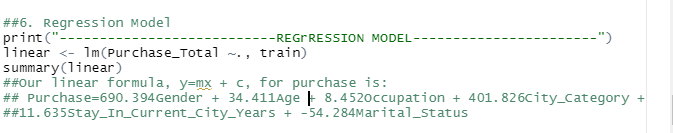 ##6. Regression Model
print("---------------------------REGrRESSION MODEL-----------------------")
linear <- lm(Purchase_Total ~., train)
summary(linear)
##Our linear formula, y=mx + c, for purchase is:
## Purchase=690.394Gender + 34.411Age + 8.452Occupation + 401.826City_Category +
##11.635Stay_In_Current_City_Years + -54.284Marital_Status